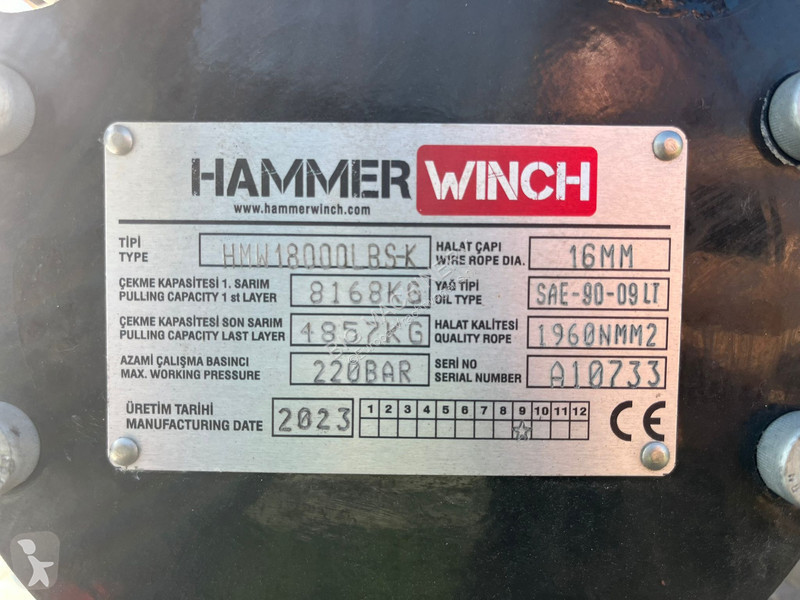 HAMMER WINCH
www.hammerwinch.com
TİPİ
TYPE
HMW18000LBS-K
HALAT ÇAPI
WIRE ROPE DIA.
16MM
ÇEKME KAPASİTESİ 1. SARIM
PULLING CAPACITY 1 st LAYER
8168KG
YAĞ TİPİ
OIL TYPE
SAE-90-09LT
ÇEKME KAPASİTESİ SON SARIM
PULLING CAPACITY LAST LAYER
4857KG
HALAT KALİTESİ
QUALITY ROPE
1960NMM2
AZAMİ ÇALIŞMA BASINCI
MAX. WORKING PRESSURE
220BAR
SERİ NO
SERIAL NUMBER
A10733
ÜRETİM TARİHİ
MANUFACTURING DATE
2023
1 2 3 4 5 6 7 8 9 10 11 12
CE